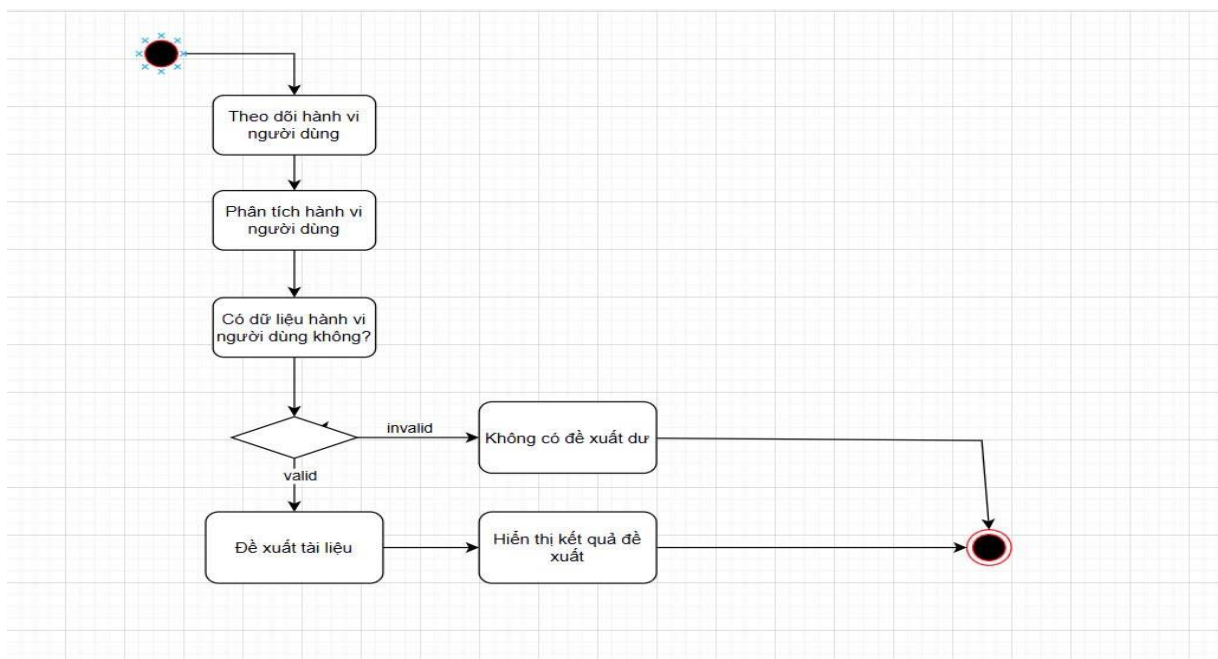 Theo dõi hành vi
người dùng
Phân tích hành vi
người dùng
Có dữ liệu hành vi
người dùng không?
invalid
Không có đề xuất dư
valid
Đề xuất tài liệu
Hiển thị kết quả đề
xuất